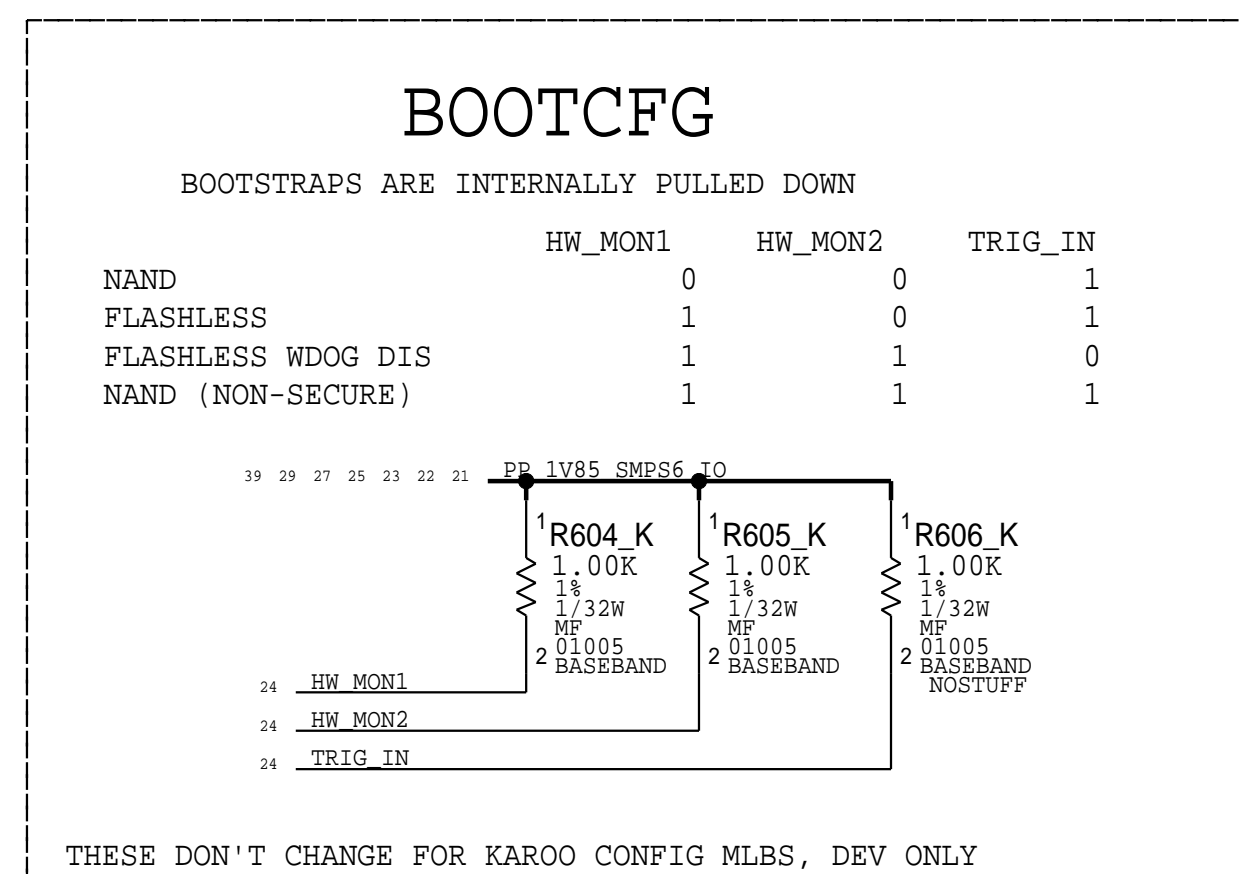 BOOTCFG
BOOTSTRAPS ARE INTERNALLY PULLED DOWN
HW_MON1 HW_MON2 TRIG_IN
NAND 0 0 1
FLASHLESS 1 0 1
FLASHLESS WDOG DIS 1 1 0
NAND (NON-SECURE) 1 1 1
39 29 27 25 23 22 21 PP_1V85_SMPS6_IO
1 R604_K
1.00K
1%
1/32W
MF
01005
2 BASEBAND
1 R605_K
1.00K
1%
1/32W
MF
01005
2 BASEBAND
1 R606_K
1.00K
1%
1/32W
MF
01005
2 BASEBAND
NOSTUFF
24 HW_MON1
24 HW_MON2
24 TRIG_IN
THESE DON'T CHANGE FOR KAROO CONFIG MLBS, DEV ONLY